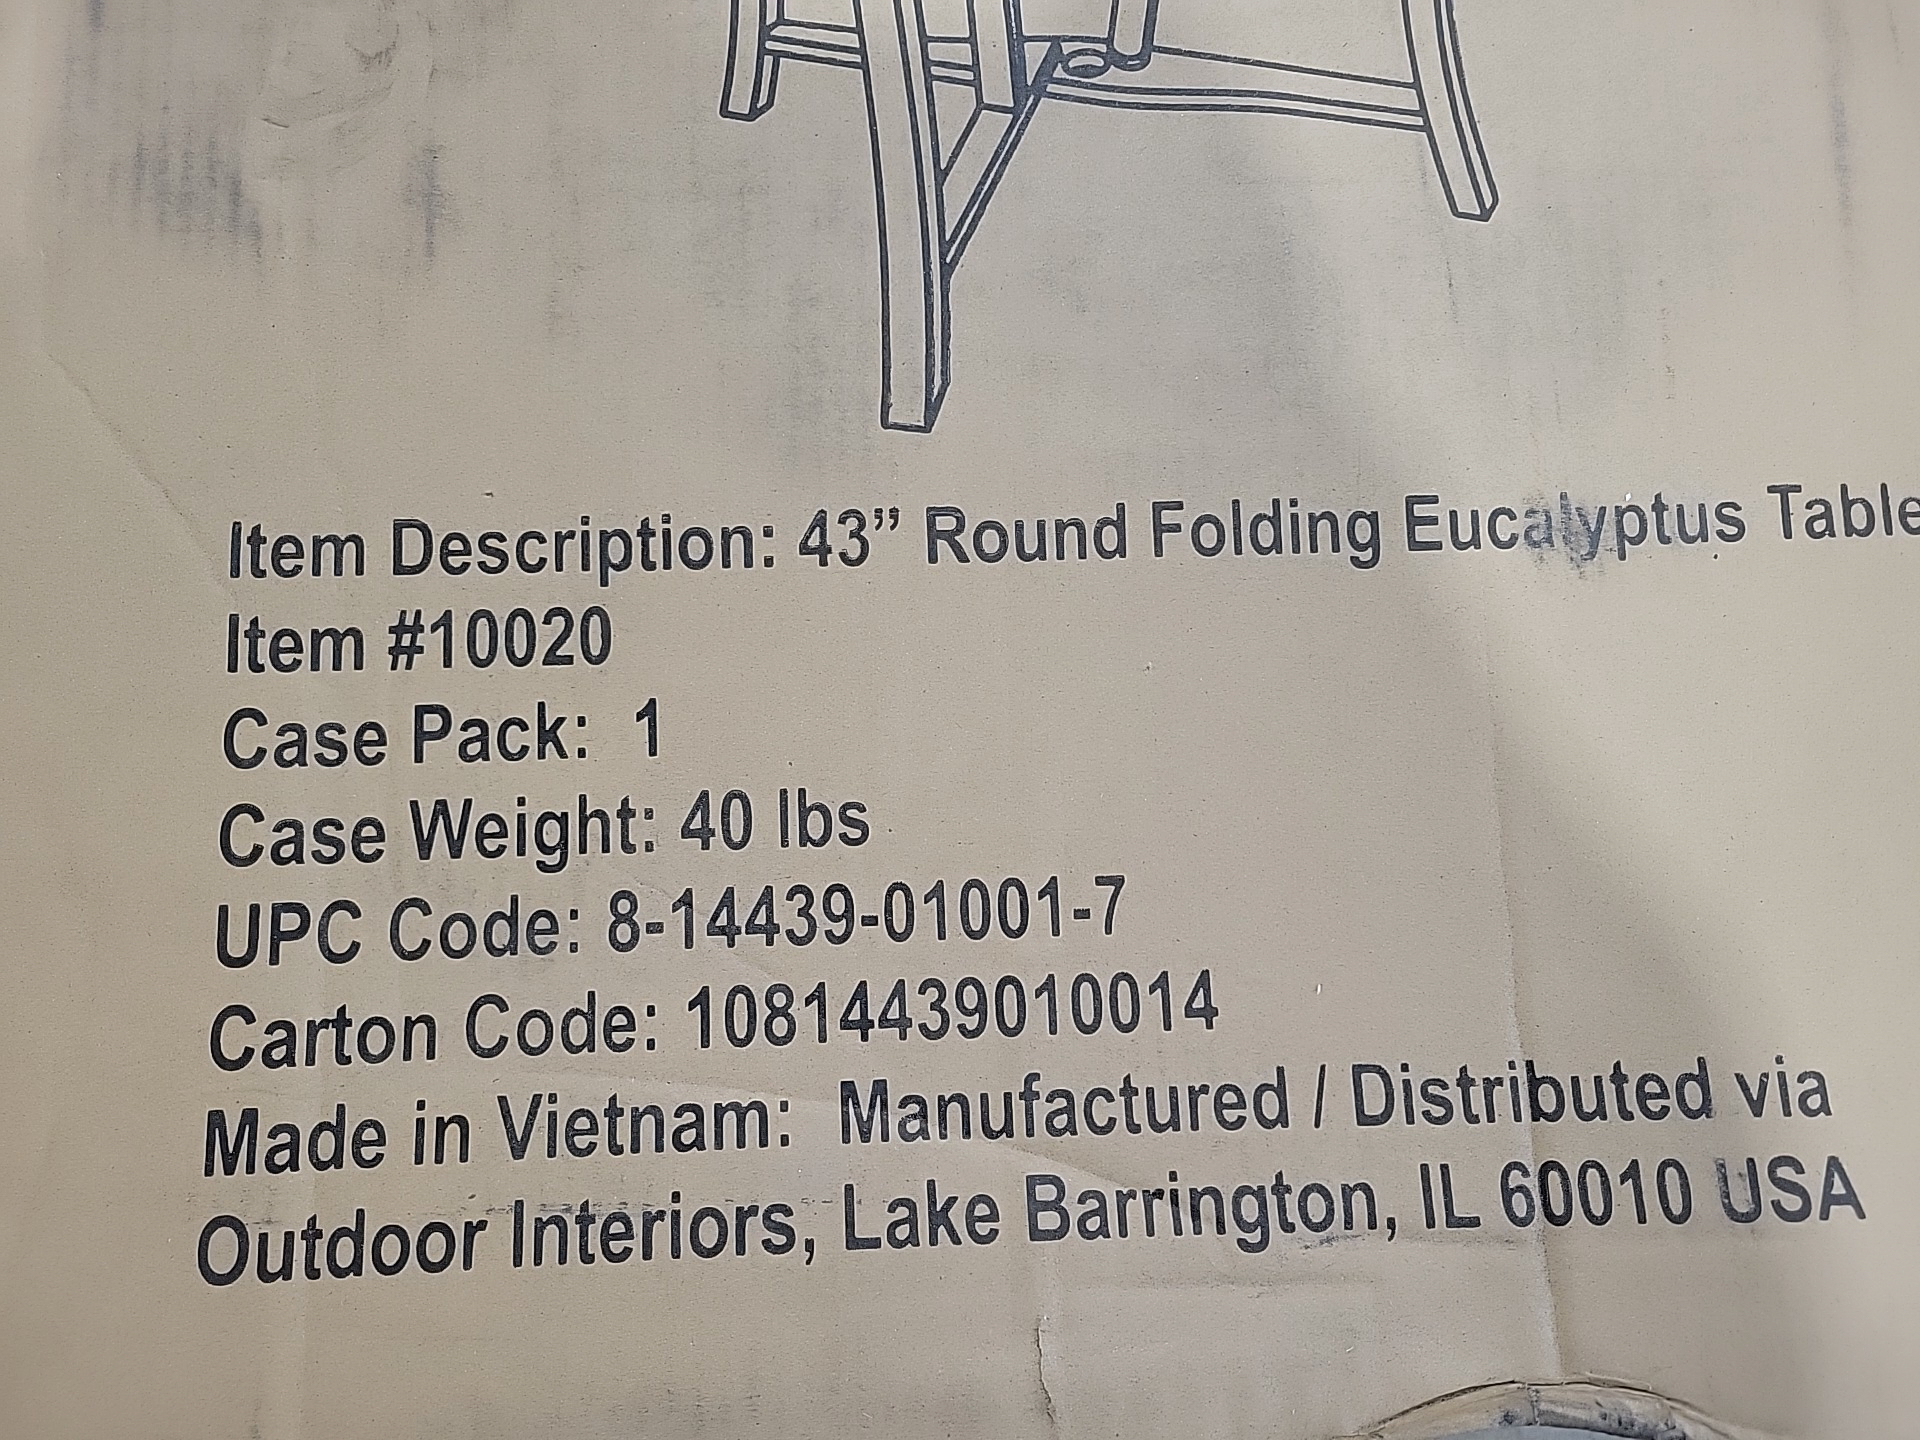 Item Description: 43” Round Folding Eucalyptus Table
Item #10020
Case Pack: 1
Case Weight: 40 lbs
UPC Code: 8-14439-01001-7
Carton Code: 10814439010014
Made in Vietnam: Manufactured / Distributed via
Outdoor Interiors, Lake Barrington, IL 60010 USA